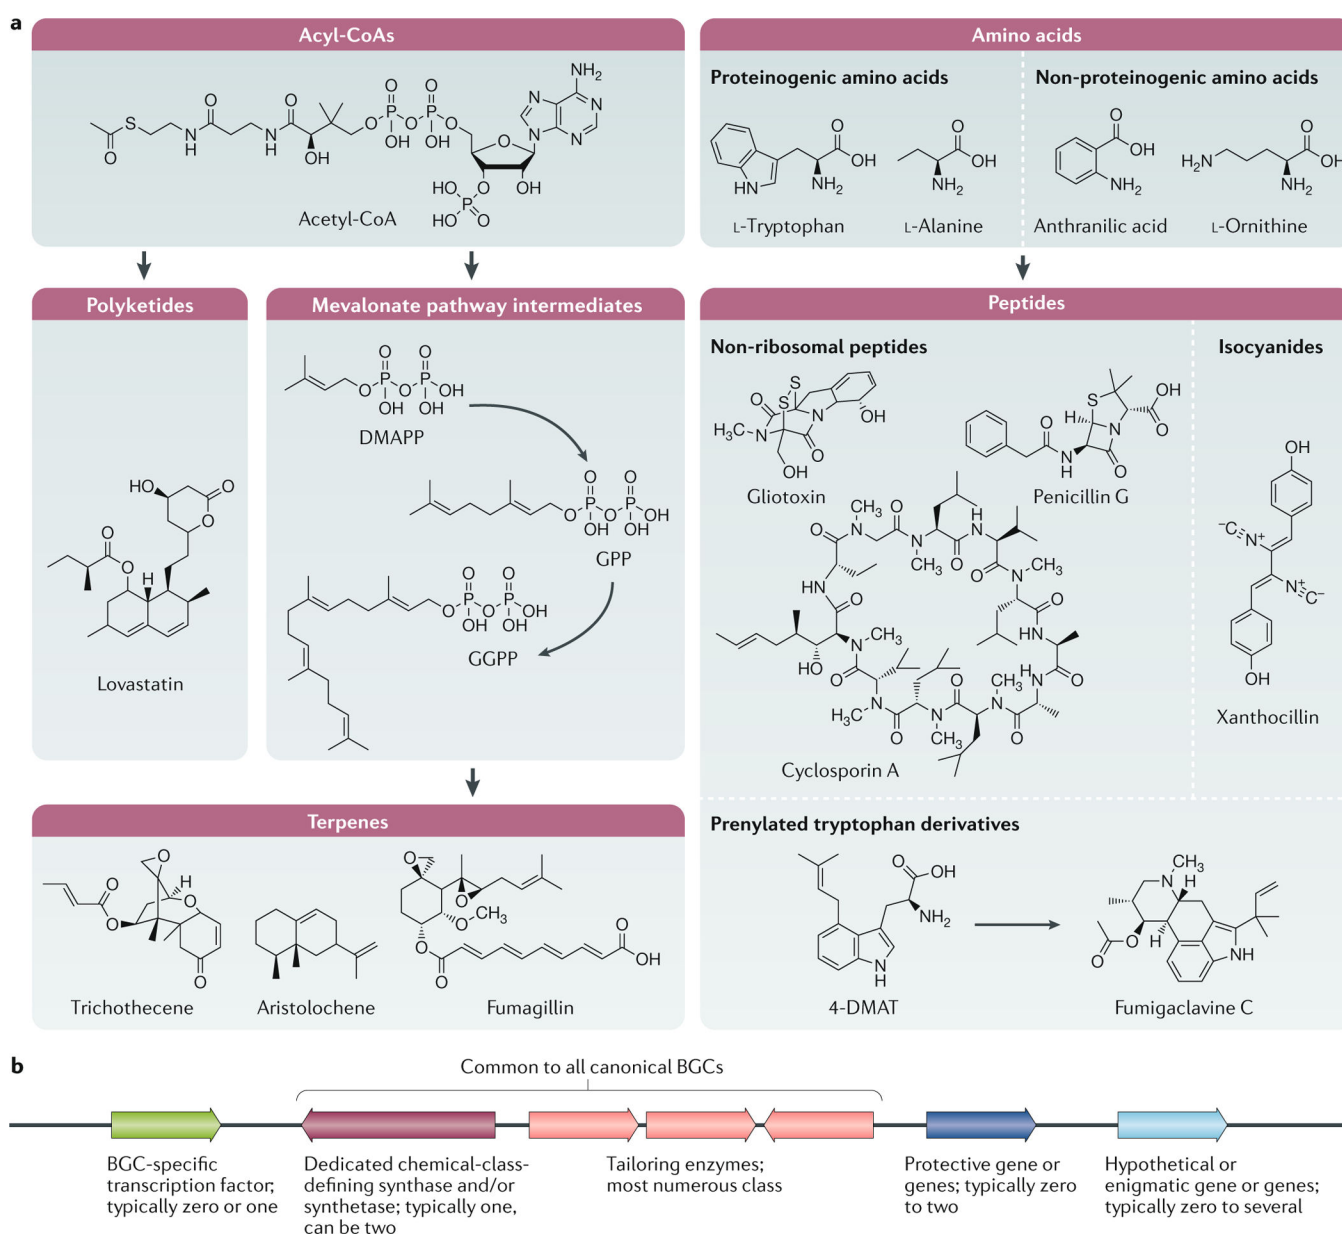 a
Acyl-CoAs
Acetyl-CoA
Amino acids
Proteinogenic amino acids
Non-proteinogenic amino acids
L-Tryptophan
L-Alanine
Anthranilic acid
L-Ornithine
Polyketides
Lovastatin
Mevalonate pathway intermediates
DMAPP
GPP
GGPP
Peptides
Non-ribosomal peptides
Isocyanides
Gliotoxin
Penicillin G
Cyclosporin A
Xanthocillin
Terpenes
Trichothecene
Aristolochene
Fumagillin
Prenylated tryptophan derivatives
4-DMAT
Fumigaclavine C
b
Common to all canonical BGCs
BGC-specific
transcription factor;
typically zero or one
Dedicated chemical-class-
defining synthase and/or
synthetase; typically one,
can be two
Tailoring enzymes;
most numerous class
Protective gene or
genes; typically zero
to two
Hypothetical or
enigmatic gene or genes;
typically zero to several